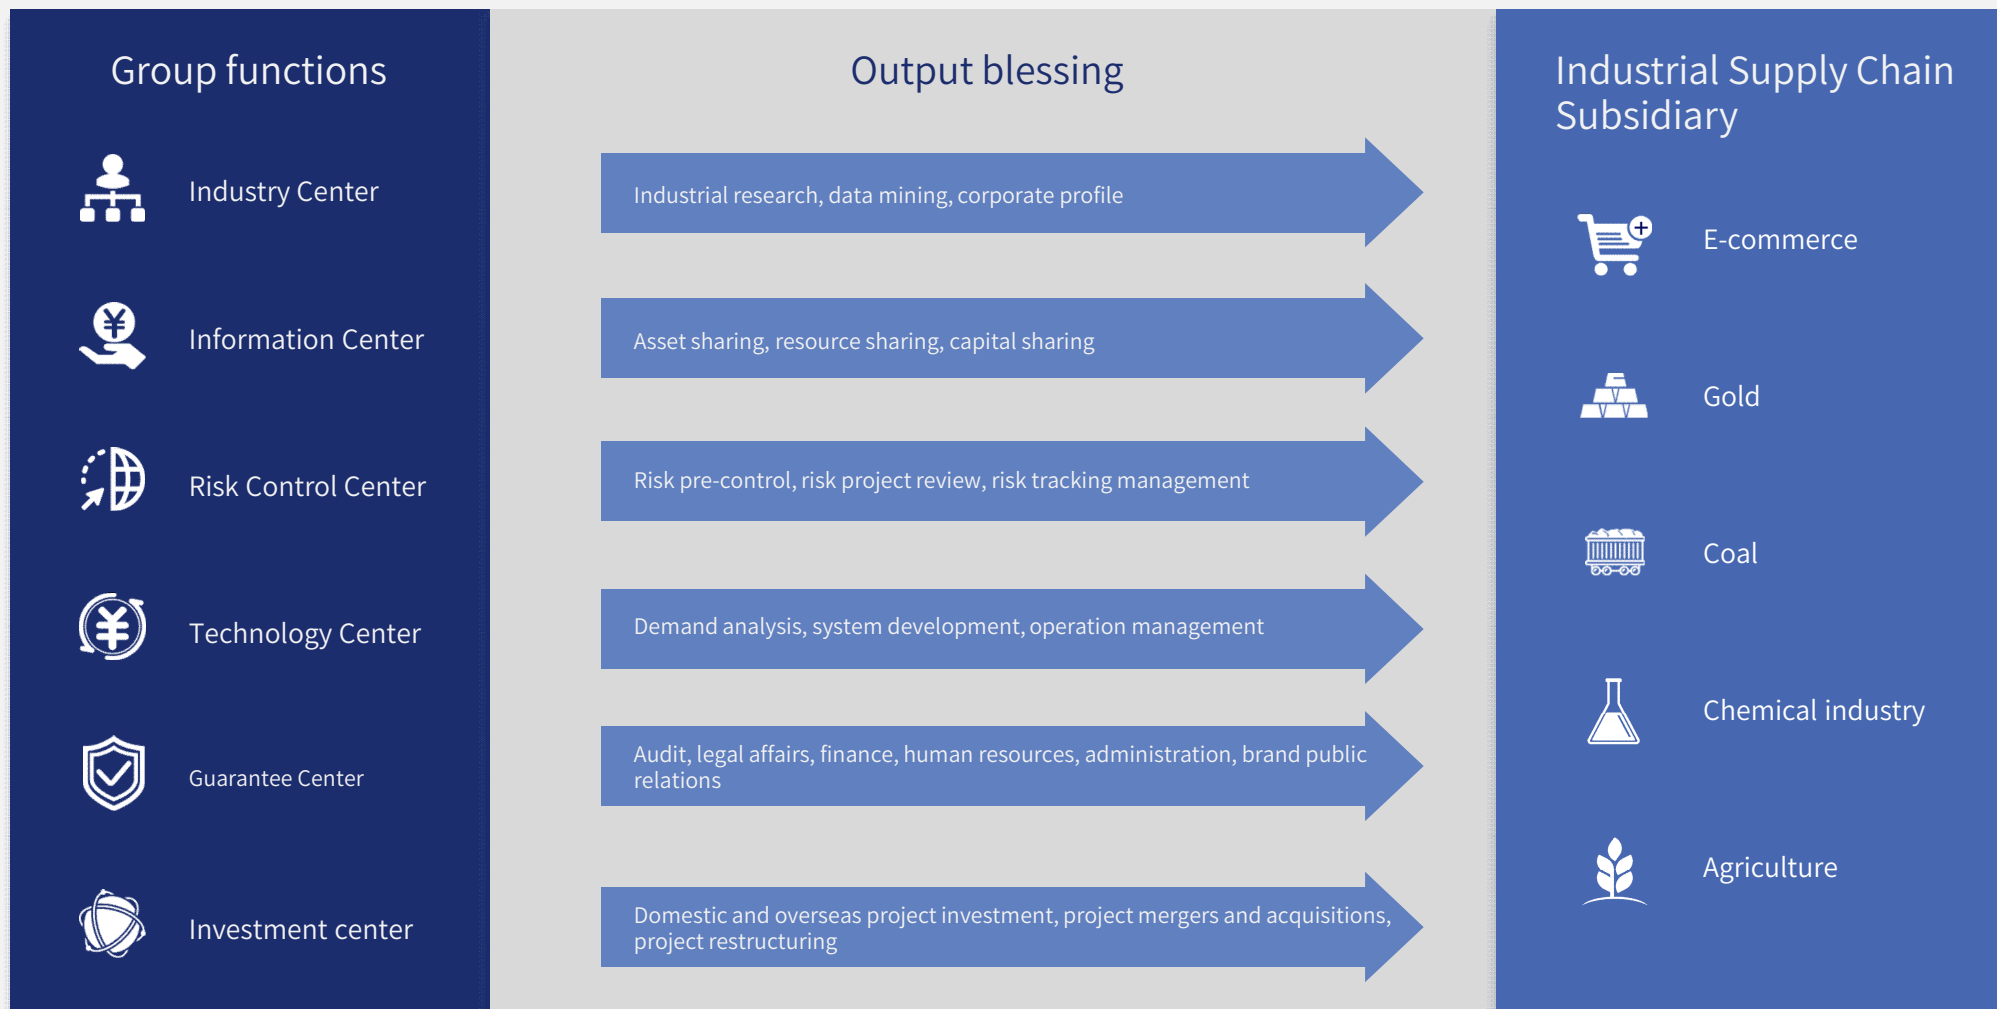 Group functions
Industry Center
Information Center
Risk Control Center
Technology Center
Guarantee Center
Investment center
Output blessing
Industrial research, data mining, corporate profile
Asset sharing, resource sharing, capital sharing
Risk pre-control, risk project review, risk tracking management
Demand analysis, system development, operation management
Audit, legal affairs, finance, human resources, administration, brand public
relations
Domestic and overseas project investment, project mergers and acquisitions,
project restructuring
Industrial Supply Chain
Subsidiary
E-commerce
Gold
Coal
Chemical industry
Agriculture